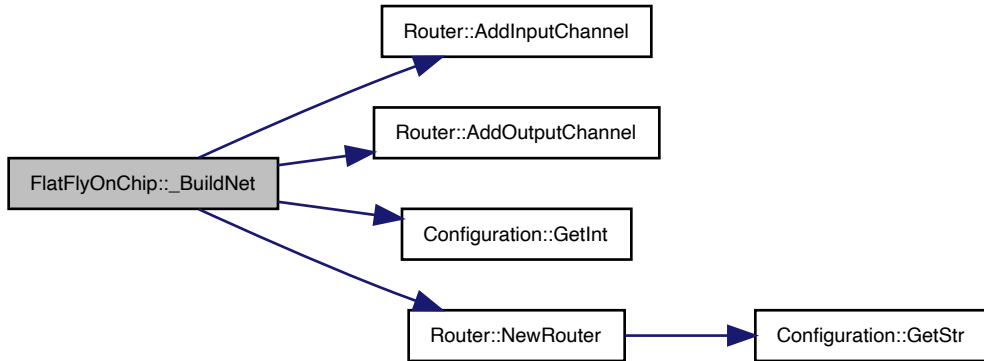 Router::AddInputChannel
Router::AddOutputChannel
FlatFlyOnChip::_BuildNet
Configuration::GetInt
Router::NewRouter
Configuration::GetStr